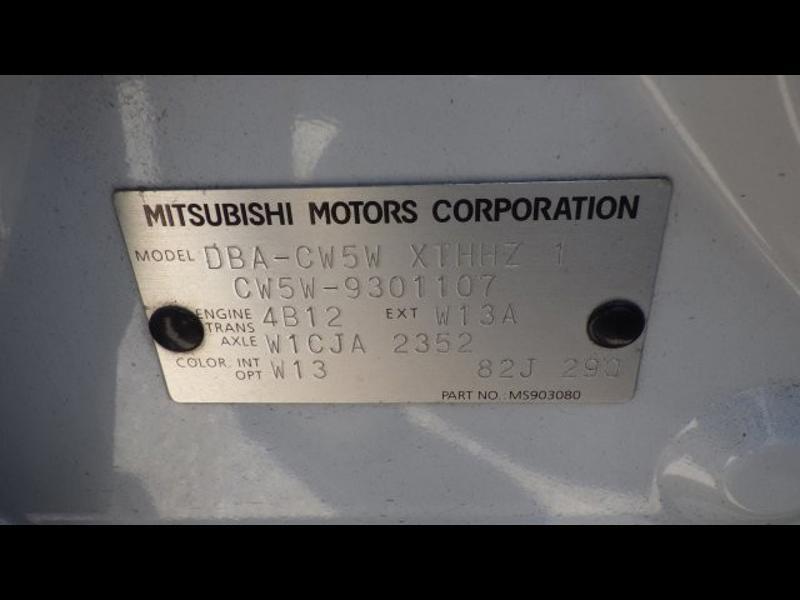 MITSUBISHI MOTORS CORPORATION
MODEL DBA-CW5W XTHHZ 1
CW5W-9301107
ENGINE 4B12 EXT W13A
TRANS
AXLE W1CJA 2352
COLOR. INT W13 82J 290
OPT
PART NO.: MS903080